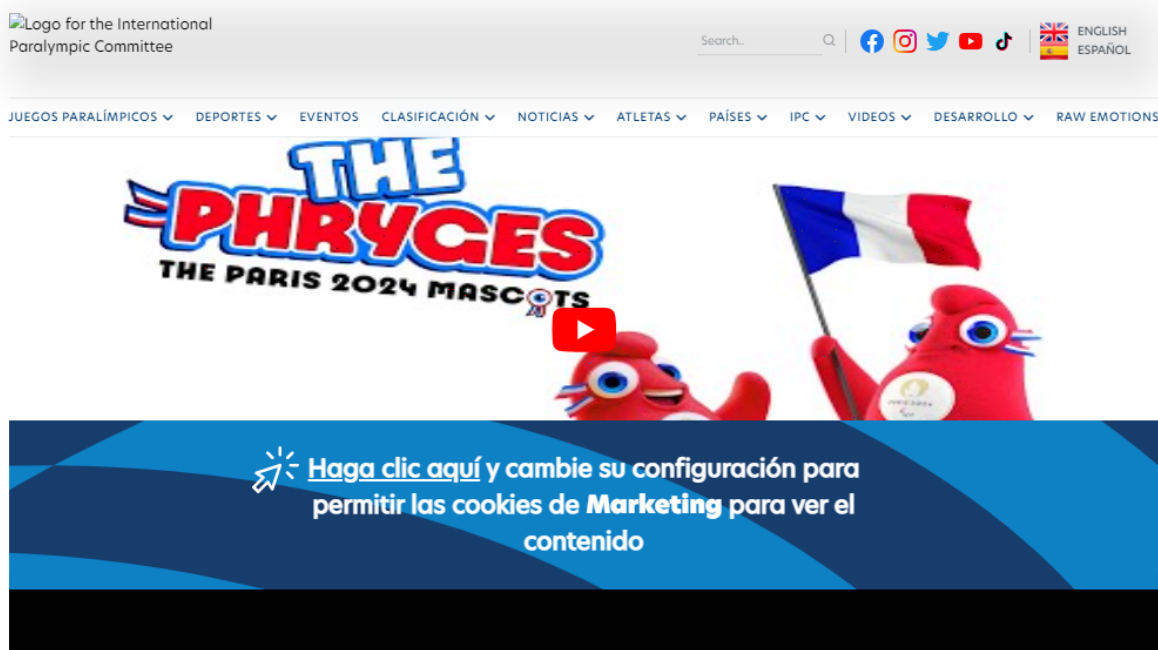 Logo for the International
Paralympic Committee
Search..
ENGLISH
ESPAÑOL
JUEGOS PARALÍMPICOS
DEPORTES
EVENTOS
CLASIFICACIÓN
NOTICIAS
ATLETAS
PAÍSES
IPC
VIDEOS
DESARROLLO
RAW EMOTIONS
THE
PHRYGES
THE PARIS 2024 MASCOTS
PARIS 2024
Haga clic aquí y cambie su configuración para
permitir las cookies de Marketing para ver el
contenido